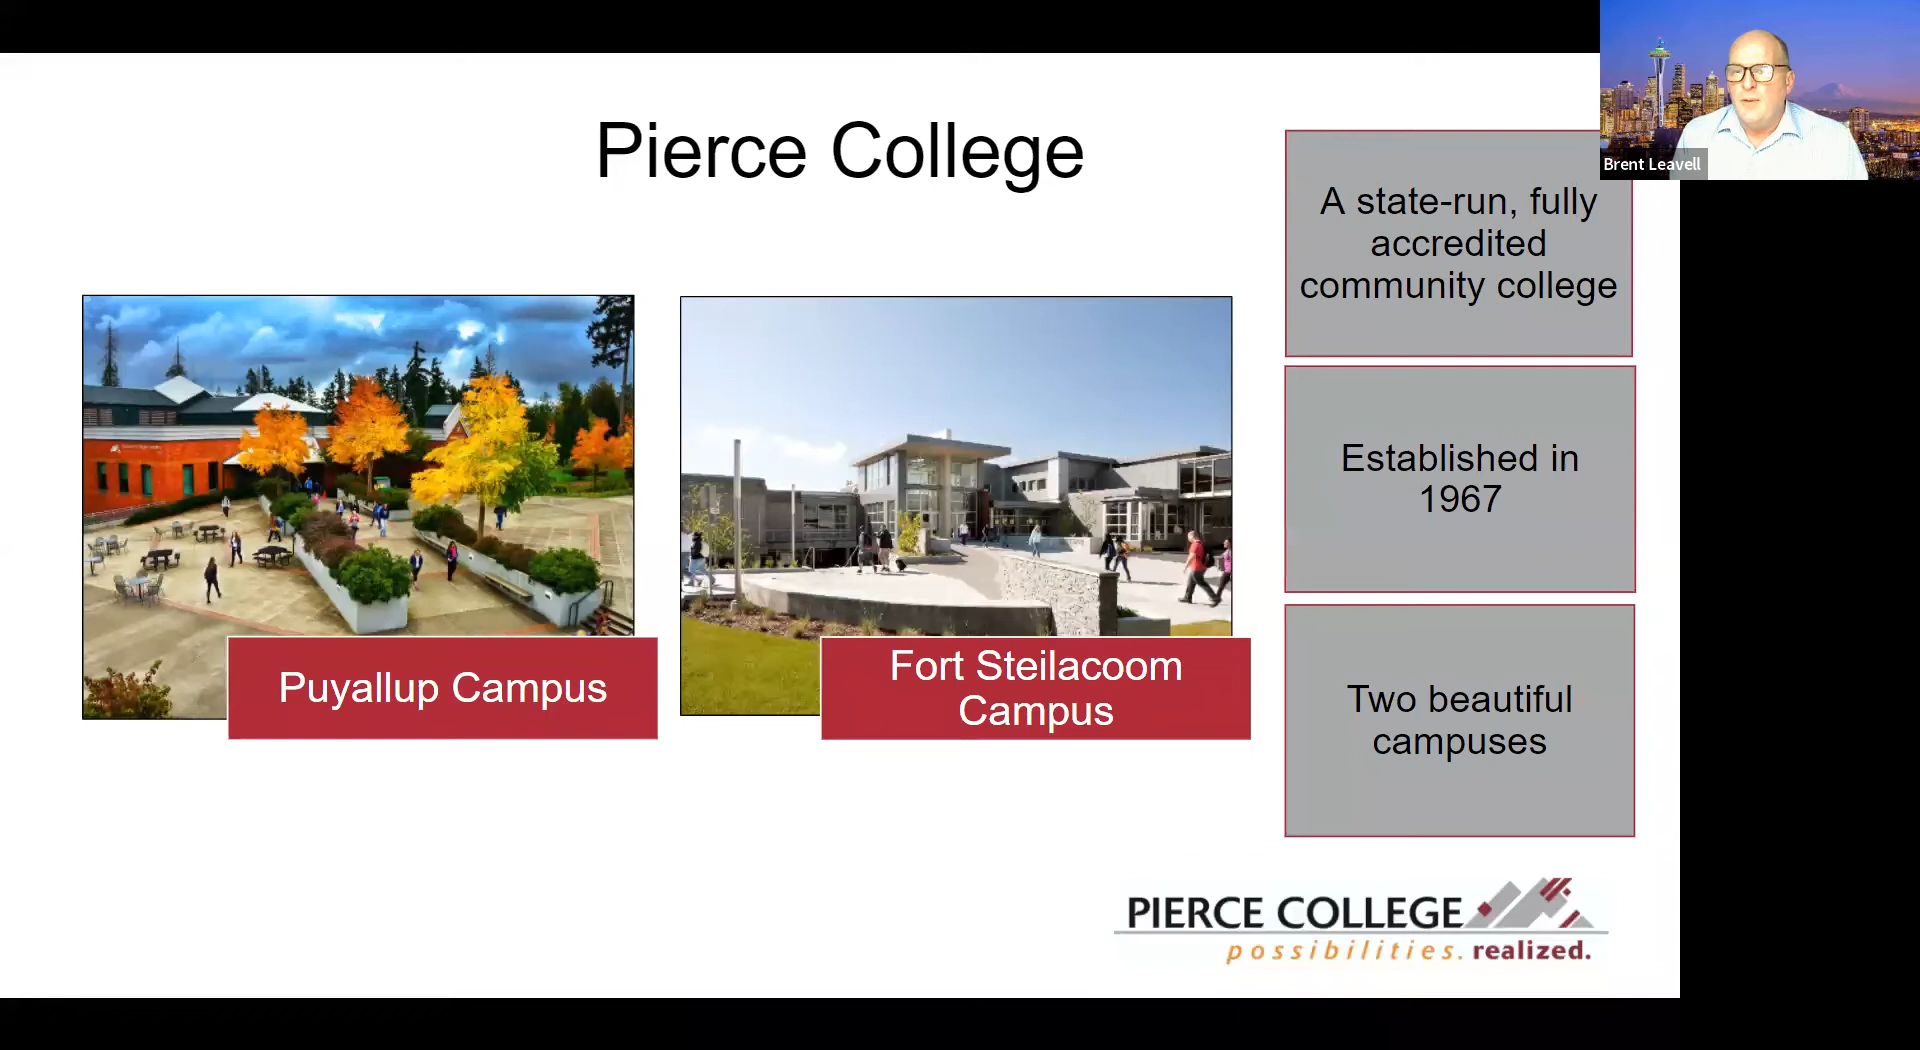 Pierce College
Brent Leavell
A state-run, fully
accredited
community college
Established in
1967
Two beautiful
campuses
Puyallup Campus
Fort Steilacoom
Campus
PIERCE COLLEGE
possibilities. realized.